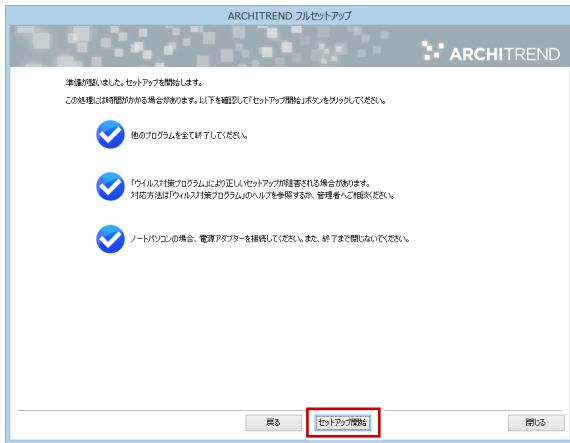 ARCHITREND フルセットアップ
ARCHITREND
準備が整いました。セットアップを開始します。
この処理には時間がかかる場合があります。以下を確認して「セットアップ開始」ボタンをクリックしてください。
他のプログラムを全て終了してください。
「ウイルス対策プログラム」により正しいセットアップが阻害される場合があります。
対応方法は「ウィルス対策プログラム」のヘルプを参照するか、管理者へご相談ください。
ノートパソコンの場合、電源アダプターを接続してください。また、終了まで閉じないでください。
戻る
セットアップ開始
閉じる